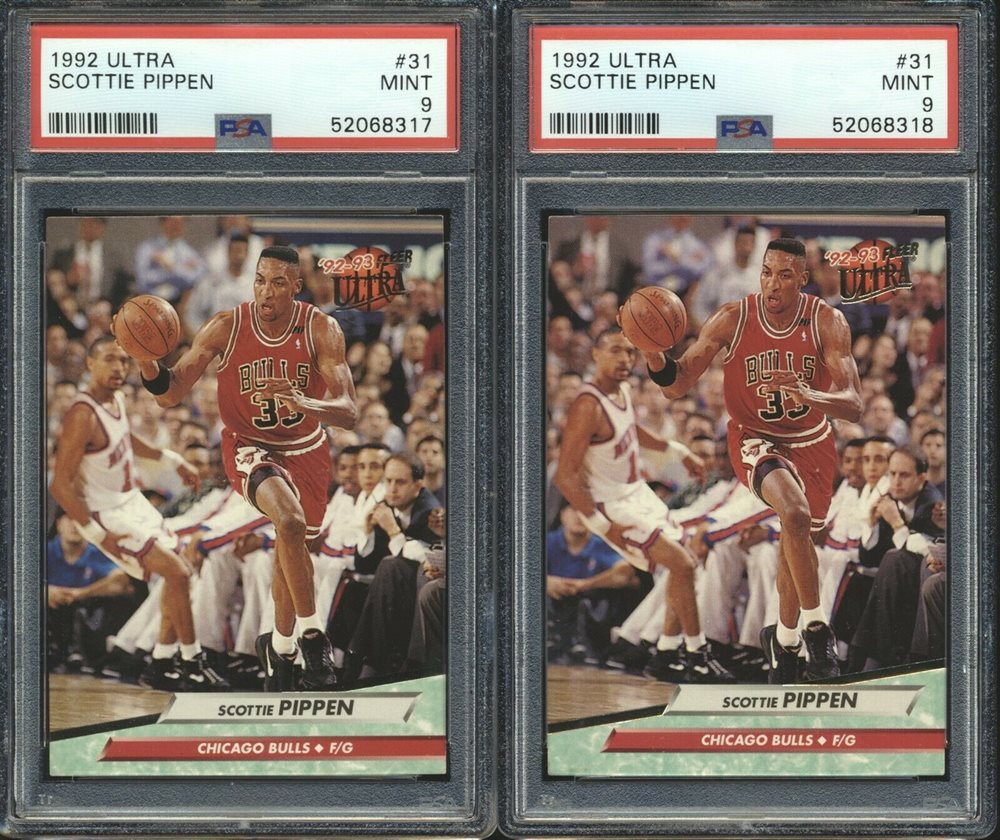 1992 ULTRA #31
SCOTTIE PIPPEN MINT
9
PSA 52068317
'92-93 FLEER
ULTRA
BULLS
33
SCOTTIE PIPPEN
CHICAGO BULLS ◆ F/G
1992 ULTRA #31
SCOTTIE PIPPEN MINT
9
PSA 52068318
'92-93 FLEER
ULTRA
BULLS
33
SCOTTIE PIPPEN
CHICAGO BULLS ◆ F/G